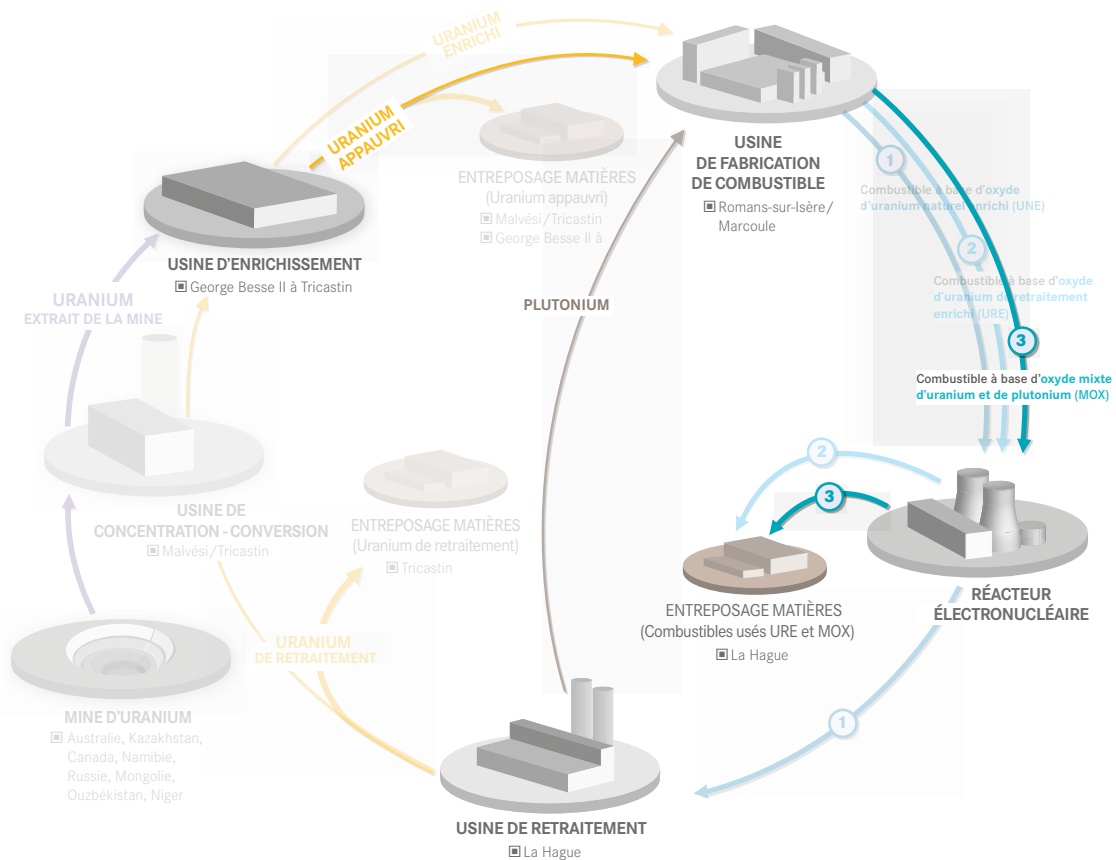 URANIUM
ENRICHI
URANIUM
APPAUVRI
ENTREPOSAGE MATIÈRES
(Uranium appauvri)
Malvési/Tricastin
George Besse II à
USINE
DE FABRICATION
DE COMBUSTIBLE
Romans-sur-Isère/
Marcoule
1
Combustible à base d'oxyde
d'uranium naturel enrichi (UNE)
2
Combustible à base d'oxyde
d'uranium de retraitement
enrichi (URE)
3
Combustible à base d'oxyde mixte
d'uranium et de plutonium (MOX)
USINE D'ENRICHISSEMENT
George Besse II à Tricastin
URANIUM
EXTRAIT DE LA MINE
PLUTONIUM
USINE DE
CONCENTRATION - CONVERSION
Malvési/Tricastin
ENTREPOSAGE MATIÈRES
(Uranium de retraitement)
Tricastin
2
3
ENTREPOSAGE MATIÈRES
(Combustibles usés URE et MOX)
La Hague
RÉACTEUR
ÉLECTRONUCLÉAIRE
URANIUM
DE RETRAITEMENT
MINE D'URANIUM
Australie, Kazakhstan,
Canada, Namibie,
Russie, Mongolie,
Ouzbékistan, Niger
1
USINE DE RETRAITEMENT
La Hague